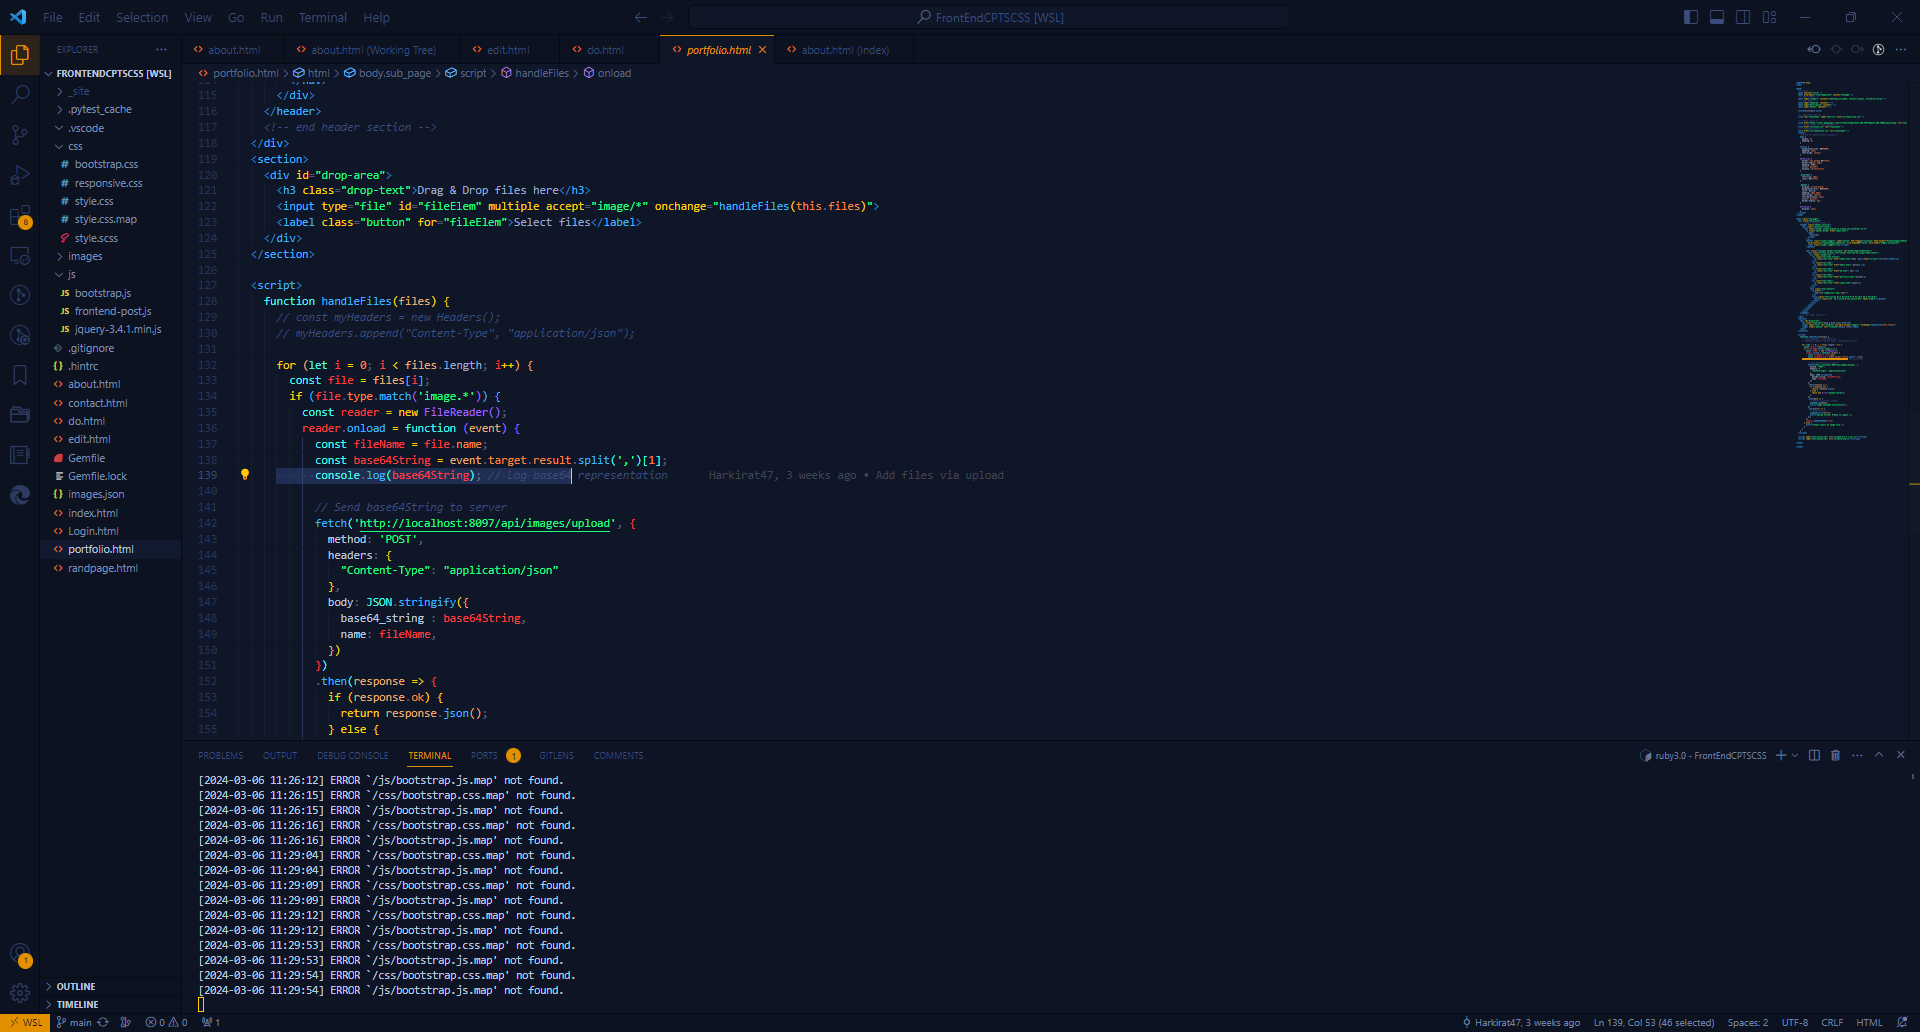 File Edit Selection View Go Run Terminal Help
FrontEndCPTSCSS [WSL]
EXPLORER
FRONTENDCPTSCSS [WSL]
_site
.pytest_cache
.vscode
css
# bootstrap.css
# responsive.css
# style.css
# style.css.map
style.scss
images
js
JS bootstrap.js
JS frontend-post.js
JS jquery-3.4.1.min.js
.gitignore
{} .hintrc
<> about.html
<> contact.html
<> do.html
<> edit.html
Gemfile
Gemfile.lock
{} images.json
<> index.html
<> Login.html
<> portfolio.html
<> randpage.html
OUTLINE
TIMELINE
8
1
<> about.html <> about.html (Working Tree) <> edit.html <> do.html <> portfolio.html <> about.html (Index)
<> portfolio.html > html > body.sub_page > script > handleFiles > onload
115 </div>
116 </header>
117 <!-- end header section -->
118 </div>
119 <section>
120 <div id="drop-area">
121 <h3 class="drop-text">Drag & Drop files here</h3>
122 <input type="file" id="fileElem" multiple accept="image/*" onchange="handleFiles(this.files)">
123 <label class="button" for="fileElem">Select files</label>
124 </div>
125 </section>
126
127 <script>
128 function handleFiles(files) {
129 // const myHeaders = new Headers();
130 // myHeaders.append("Content-Type", "application/json");
131
132 for (let i = 0; i < files.length; i++) {
133 const file = files[i];
134 if (file.type.match('image.*')) {
135 const reader = new FileReader();
136 reader.onload = function (event) {
137 const fileName = file.name;
138 const base64String = event.target.result.split(',')[1];
139 console.log(base64String); // Log base64 representation Harkirat47, 3 weeks ago • Add files via upload
140
141 // Send base64String to server
142 fetch('http://localhost:8097/api/images/upload', {
143 method: 'POST',
144 headers: {
145 "Content-Type": "application/json"
146 },
147 body: JSON.stringify({
148 base64_string : base64String,
149 name: fileName,
150 })
151 })
152 .then(response => {
153 if (response.ok) {
154 return response.json();
155 } else {
PROBLEMS OUTPUT DEBUG CONSOLE TERMINAL PORTS 1 GITLENS COMMENTS
ruby3.0 - FrontEndCPTSCSS
[2024-03-06 11:26:12] ERROR `/js/bootstrap.js.map' not found.
[2024-03-06 11:26:15] ERROR `/css/bootstrap.css.map' not found.
[2024-03-06 11:26:15] ERROR `/js/bootstrap.js.map' not found.
[2024-03-06 11:26:16] ERROR `/css/bootstrap.css.map' not found.
[2024-03-06 11:26:16] ERROR `/js/bootstrap.js.map' not found.
[2024-03-06 11:29:04] ERROR `/css/bootstrap.css.map' not found.
[2024-03-06 11:29:04] ERROR `/js/bootstrap.js.map' not found.
[2024-03-06 11:29:09] ERROR `/css/bootstrap.css.map' not found.
[2024-03-06 11:29:09] ERROR `/js/bootstrap.js.map' not found.
[2024-03-06 11:29:12] ERROR `/css/bootstrap.css.map' not found.
[2024-03-06 11:29:12] ERROR `/js/bootstrap.js.map' not found.
[2024-03-06 11:29:53] ERROR `/css/bootstrap.css.map' not found.
[2024-03-06 11:29:53] ERROR `/js/bootstrap.js.map' not found.
[2024-03-06 11:29:54] ERROR `/css/bootstrap.css.map' not found.
[2024-03-06 11:29:54] ERROR `/js/bootstrap.js.map' not found.
WSL main 0 0 1
Harkirat47, 3 weeks ago Ln 139, Col 53 (46 selected) Spaces: 2 UTF-8 CRLF HTML